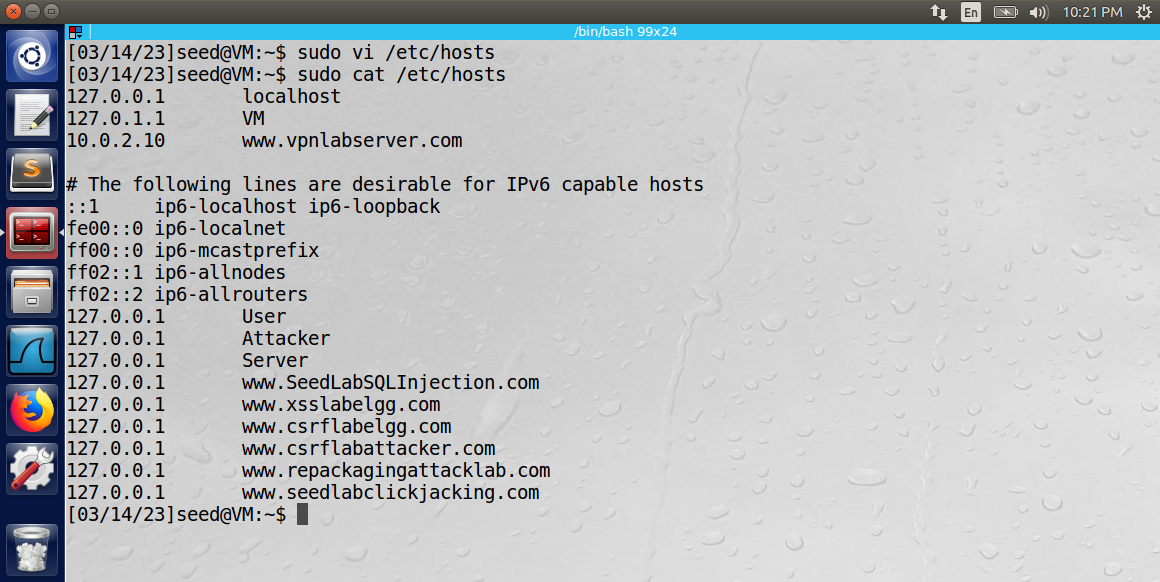 En
10:21 PM
/bin/bash 99x24
[03/14/23]seed@VM:~$ sudo vi /etc/hosts
[03/14/23]seed@VM:~$ sudo cat /etc/hosts
127.0.0.1       localhost
127.0.1.1       VM
10.0.2.10       www.vpnlabserver.com

# The following lines are desirable for IPv6 capable hosts
::1     ip6-localhost ip6-loopback
fe00::0 ip6-localnet
ff00::0 ip6-mcastprefix
ff02::1 ip6-allnodes
ff02::2 ip6-allrouters
127.0.0.1       User
127.0.0.1       Attacker
127.0.0.1       Server
127.0.0.1       www.SeedLabSQLInjection.com
127.0.0.1       www.xsslabelgg.com
127.0.0.1       www.csrflabelgg.com
127.0.0.1       www.csrflabattacker.com
127.0.0.1       www.repackagingattacklab.com
127.0.0.1       www.seedlabclickjacking.com
[03/14/23]seed@VM:~$